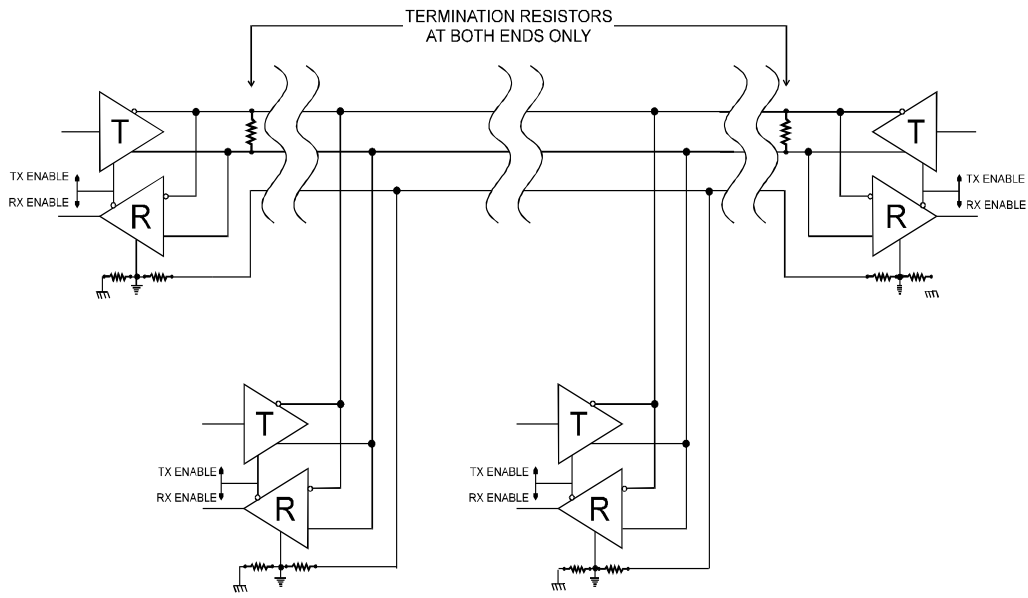 TERMINATION RESISTORS
AT BOTH ENDS ONLY
T
T
TX ENABLE
RX ENABLE
R
R
TX ENABLE
RX ENABLE
T
T
TX ENABLE
RX ENABLE
R
TX ENABLE
RX ENABLE
R